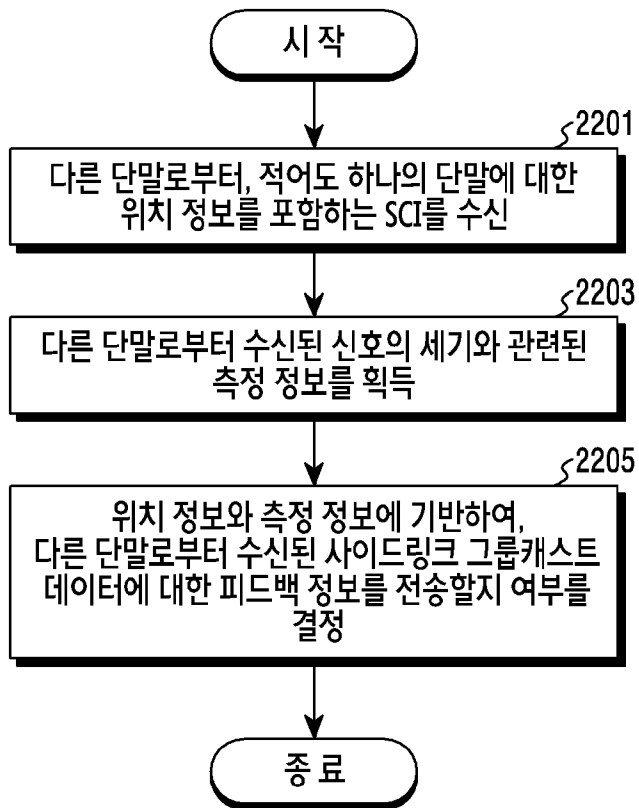 시 작
2201
다른 단말로부터, 적어도 하나의 단말에 대한
위치 정보를 포함하는 SCI를 수신
2203
다른 단말로부터 수신된 신호의 세기와 관련된
측정 정보를 획득
2205
위치 정보와 측정 정보에 기반하여,
다른 단말로부터 수신된 사이드링크 그룹캐스트
데이터에 대한 피드백 정보를 전송할지 여부를
결정
종 료